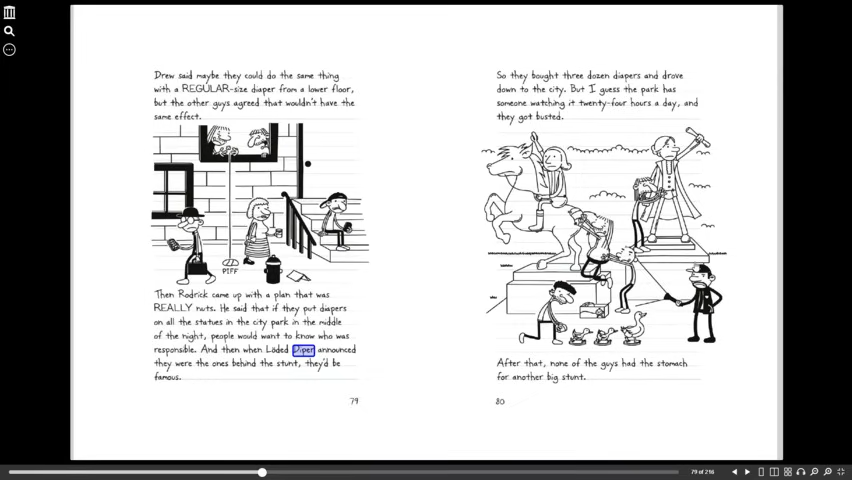 Drew said maybe they could do the same thing
with a REGULAR-size diaper from a lower floor,
but the other guys agreed that wouldn't have the
same effect.
PIFF
Then Rodrick came up with a plan that was
REALLY nuts. He said that if they put diapers
on all the statues in the city park in the middle
of the night, people would want to know who was
responsible. And then when Löded Diper announced
they were the ones behind the stunt, they'd be
famous.
79
So they bought three dozen diapers and drove
down to the city. But I guess the park has
someone watching it twenty-four hours a day, and
they got busted.
After that, none of the guys had the stomach
for another big stunt.
80
79 of 216